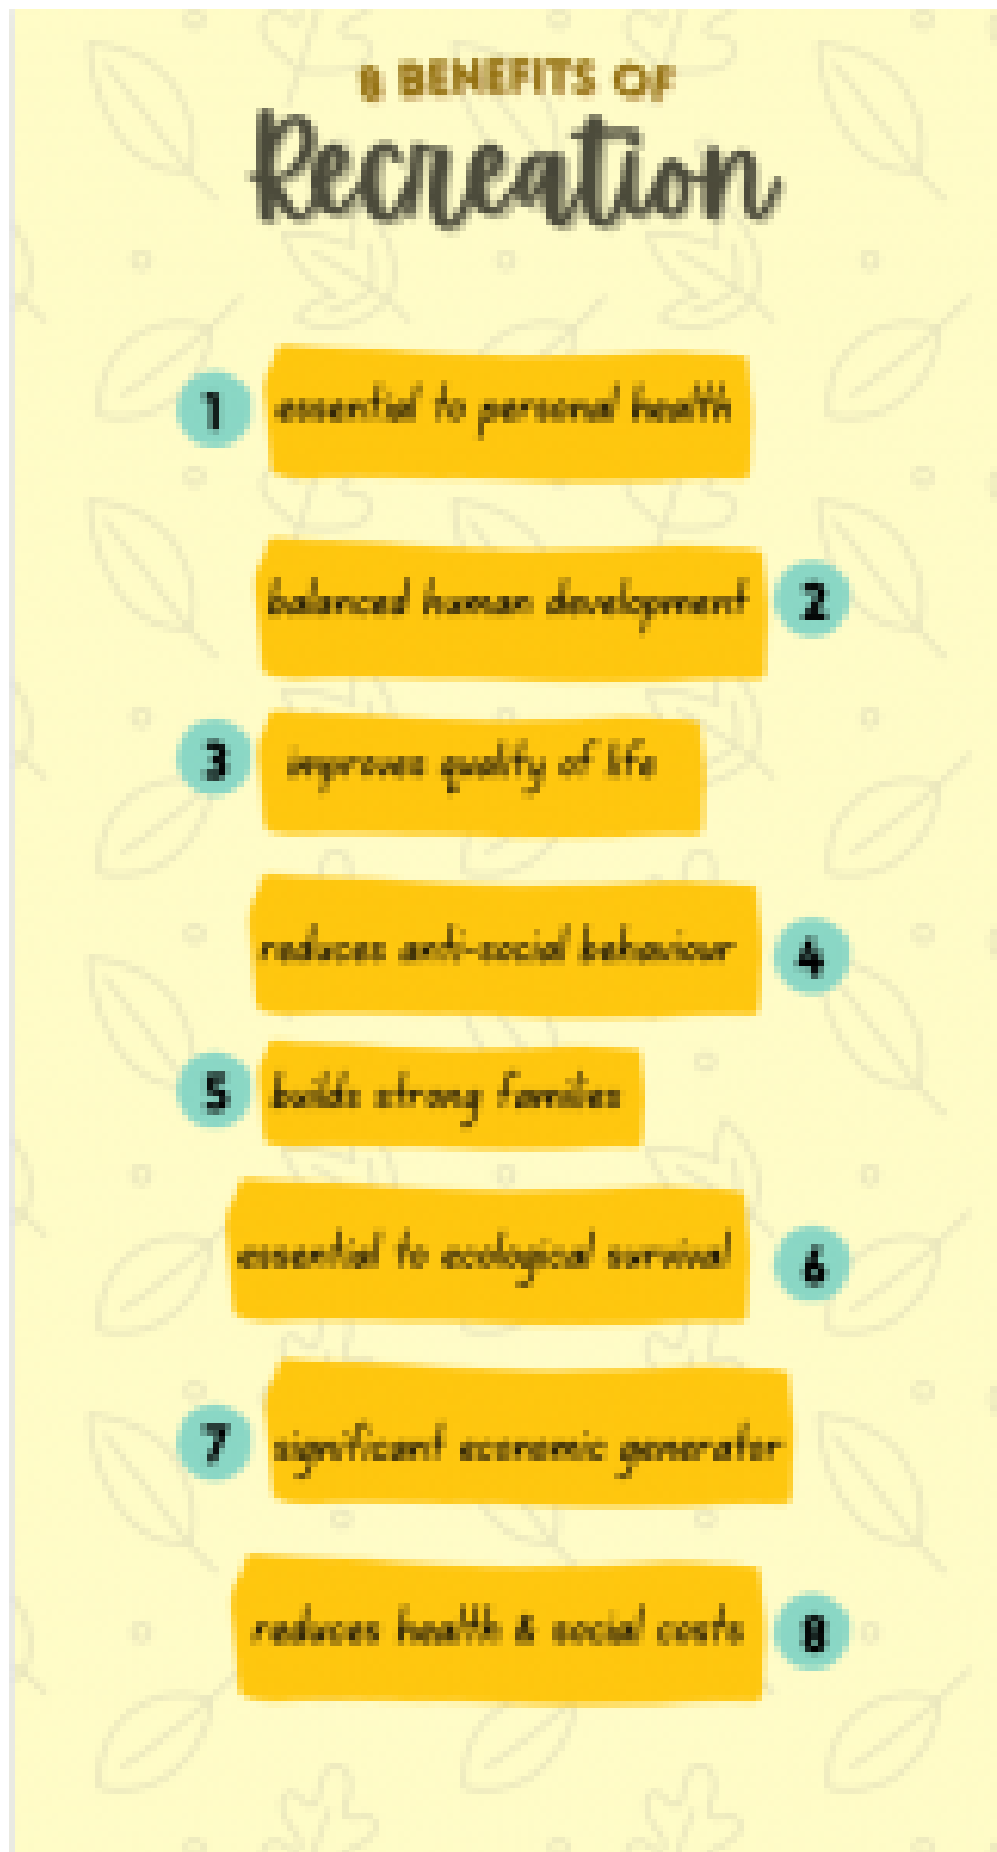 8 BENEFITS OF
Recreation
1 essential to personal health
balanced human development 2
3 improves quality of life
reduces anti-social behaviour 4
5 builds strong families
essential to ecological survival 6
7 significant economic generator
reduces health & social costs 8